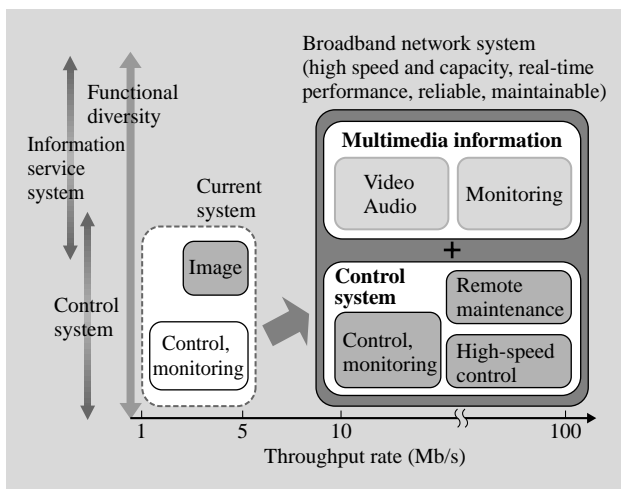 Broadband network system
(high speed and capacity, real-time
performance, reliable, maintainable)
Functional
diversity
Information
service
system
Control
system
Current
system
Image
Control,
monitoring
Multimedia information
Video
Audio
Monitoring
+
Control
system
Control,
monitoring
Remote
maintenance
High-speed
control
1
5
10
100
Throughput rate (Mb/s)